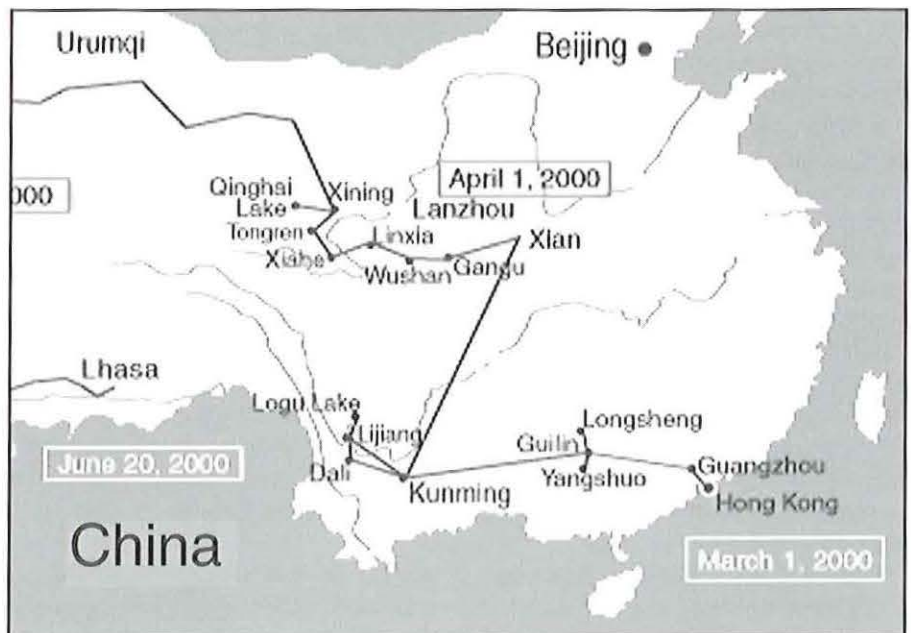 Urumqi
Beijing
April 1, 2000
000
Qinghai
Lake
Xining
Lanzhou
Tongren
Linxia
Xian
Xiahe
Wushan
Gangu
Lhasa
Logu Lake
Longsheng
Lijiang
Guilin
Dali
Yangshuo
Guangzhou
Kunming
Hong Kong
June 20, 2000
China
March 1, 2000